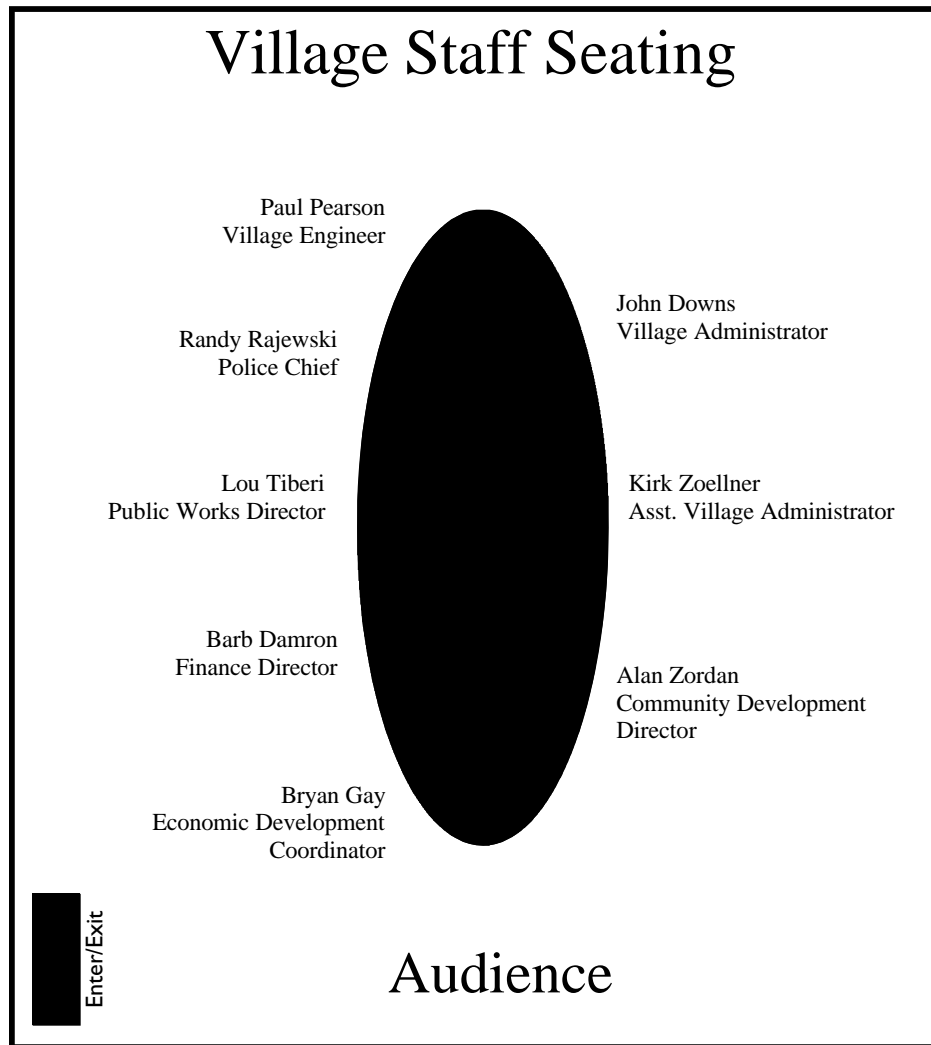 Village Staff Seating
Paul Pearson
Village Engineer
John Downs
Village Administrator
Randy Rajewski
Police Chief
Lou Tiberi
Public Works Director
Kirk Zoellner
Asst. Village Administrator
Barb Damron
Finance Director
Alan Zordan
Community Development
Director
Bryan Gay
Economic Development
Coordinator
Enter/Exit
Audience